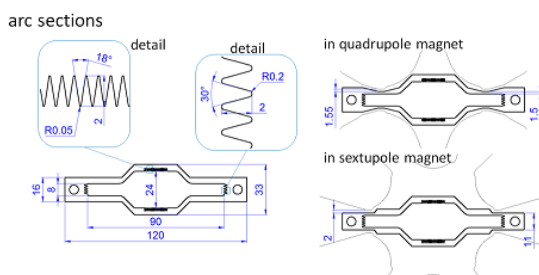 arc sections
detail
18°
R0.05
2
detail
30°
R0.2
2
in quadrupole magnet
1.55
1.5
16
8
24
33
90
120
in sextupole magnet
2
11